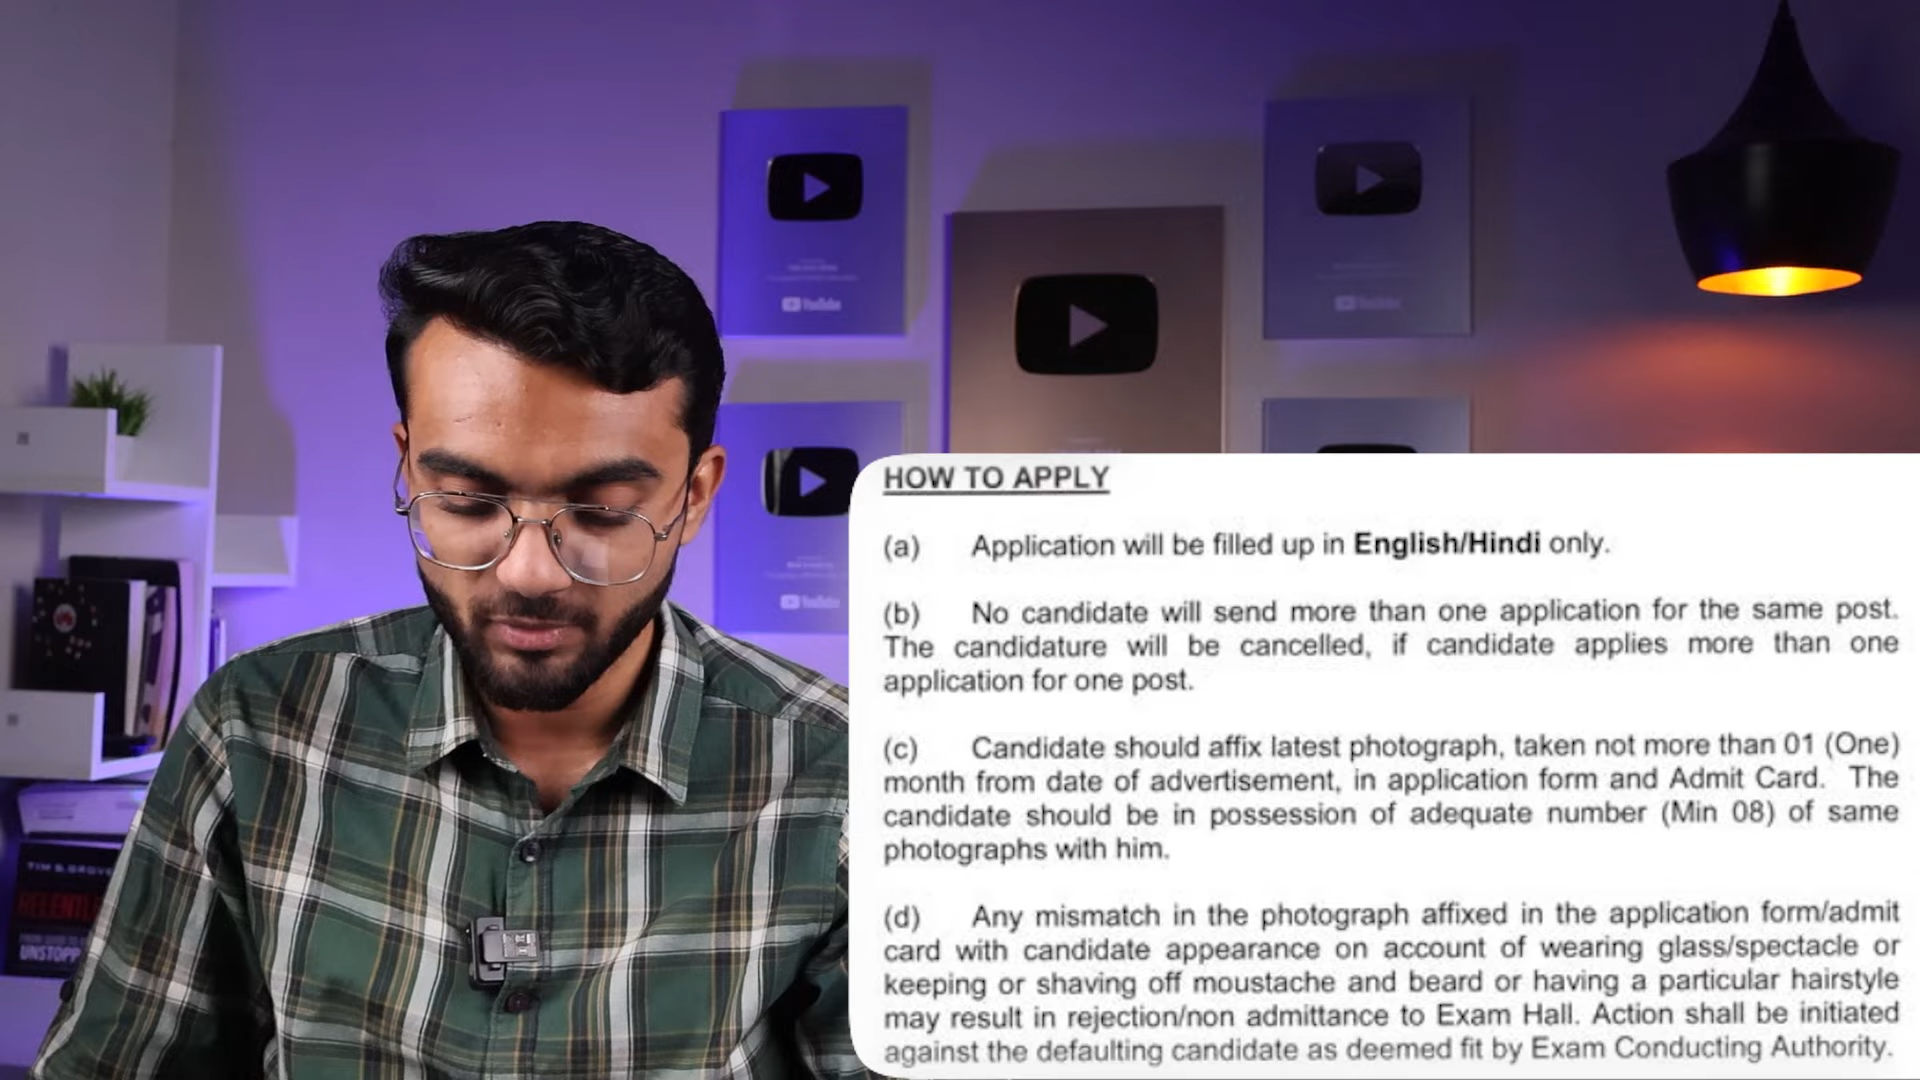 YouTube
YouTube
YouTube
TIM S. GROVE
RELENTL
UNSTOPP
HOW TO APPLY
(a) Application will be filled up in English/Hindi only.
(b) No candidate will send more than one application for the same post.
The candidature will be cancelled, if candidate applies more than one
application for one post.
(c) Candidate should affix latest photograph, taken not more than 01 (One)
month from date of advertisement, in application form and Admit Card. The
candidate should be in possession of adequate number (Min 08) of same
photographs with him.
(d) Any mismatch in the photograph affixed in the application form/admit
card with candidate appearance on account of wearing glass/spectacle or
keeping or shaving off moustache and beard or having a particular hairstyle
may result in rejection/non admittance to Exam Hall. Action shall be initiated
against the defaulting candidate as deemed fit by Exam Conducting Authority.